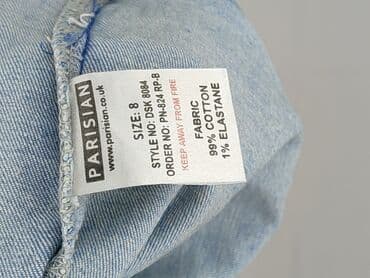 PARISIAN
www.parisian.co.uk
SIZE: 8
STYLE NO: DSK 8084
ORDER NO: PN-824 RP-B
KEEP AWAY FROM FIRE
FABRIC
99% COTTON
1% ELASTANE